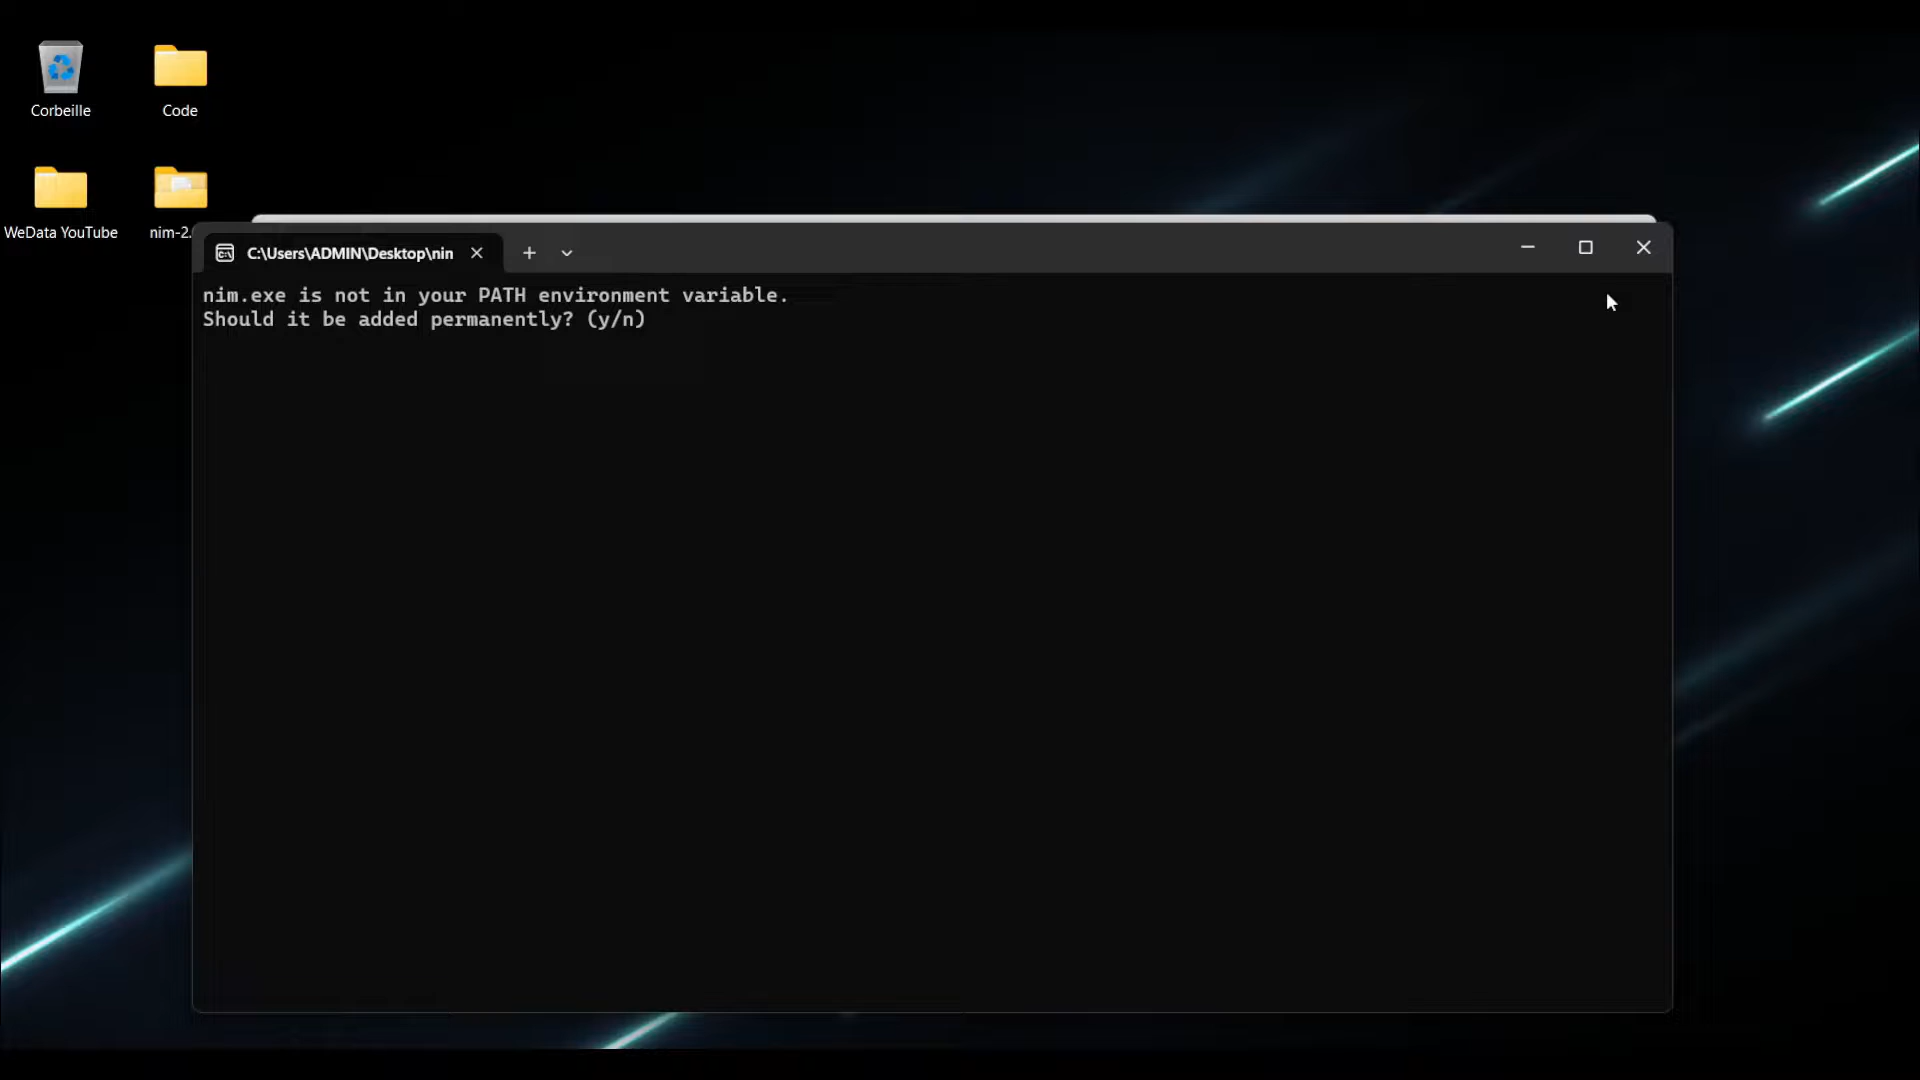 Corbeille
Code
WeData YouTube
nim-2.
C:\Users\ADMIN\Desktop\nin
nim.exe is not in your PATH environment variable.
Should it be added permanently? (y/n)